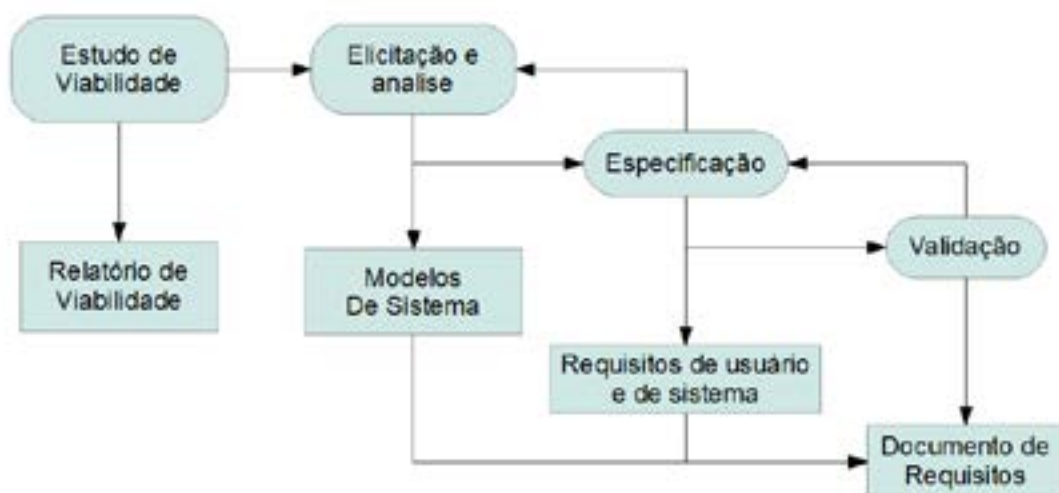 Estudo de
Viabilidade
Elicitação e
analise
Especificação
Validação
Relatório de
Viabilidade
Modelos
De Sistema
Requisitos de usuário
e de sistema
Documento de
Requisitos